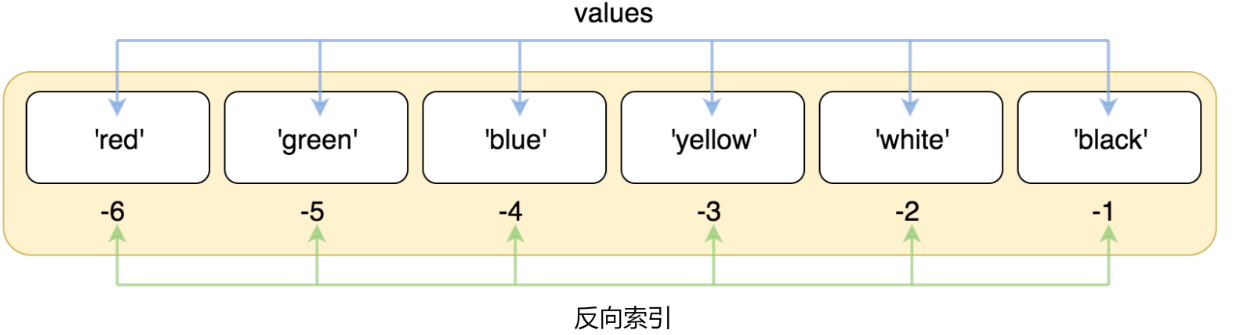 values
'red' 'green' 'blue' 'yellow' 'white' 'black'
-6 -5 -4 -3 -2 -1
反向索引